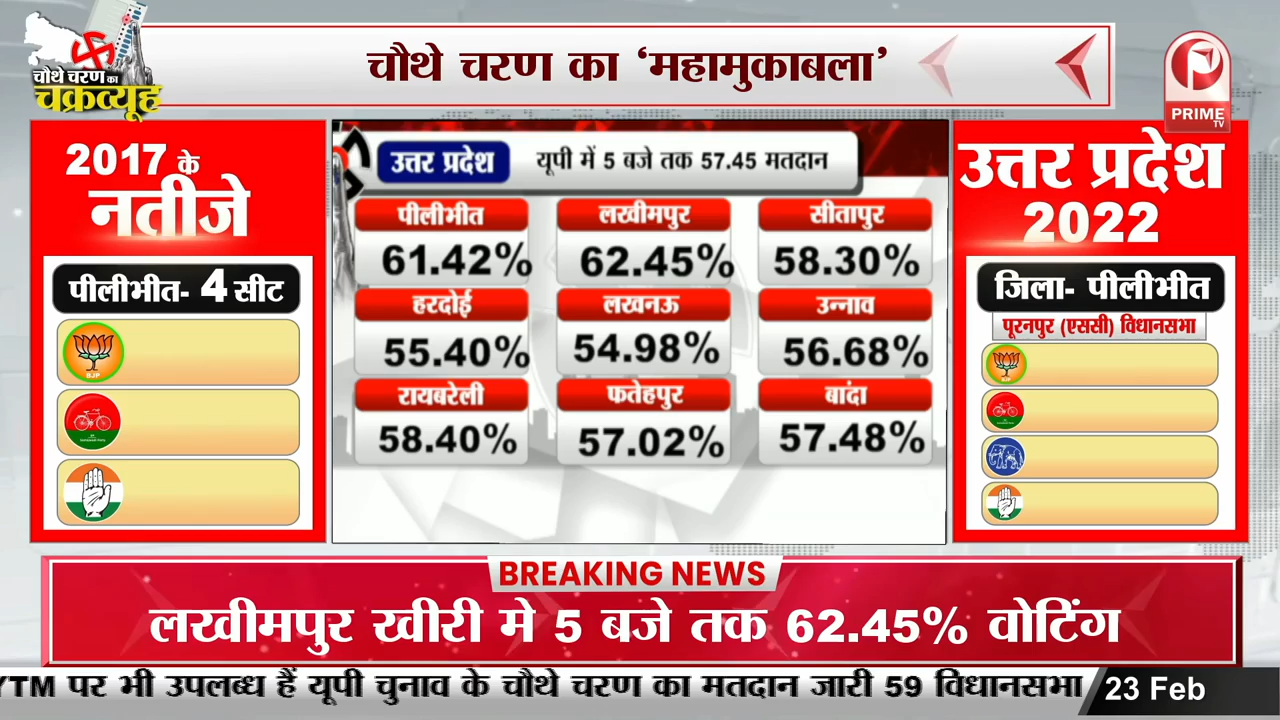 चौथे चरण का
चक्रव्यूह
चौथे चरण का ‘महामुकाबला’
PRIME
TV
2017 के
नतीजे
पीलीभीत- 4 सीट
BJP
उत्तर प्रदेश
यूपी में 5 बजे तक 57.45 मतदान
पीलीभीत
लखीमपुर
सीतापुर
61.42%
62.45%
58.30%
हरदोई
लखनऊ
उन्नाव
55.40%
54.98%
56.68%
रायबरेली
फतेहपुर
बांदा
58.40%
57.02%
57.48%
उत्तर प्रदेश
2022
जिला- पीलीभीत
पूरनपुर (एससी) विधानसभा
BREAKING NEWS
लखीमपुर खीरी मे 5 बजे तक 62.45% वोटिंग
YTM पर भी उपलब्ध हैं यूपी चुनाव के चौथे चरण का मतदान जारी 59 विधानसभा
23 Feb